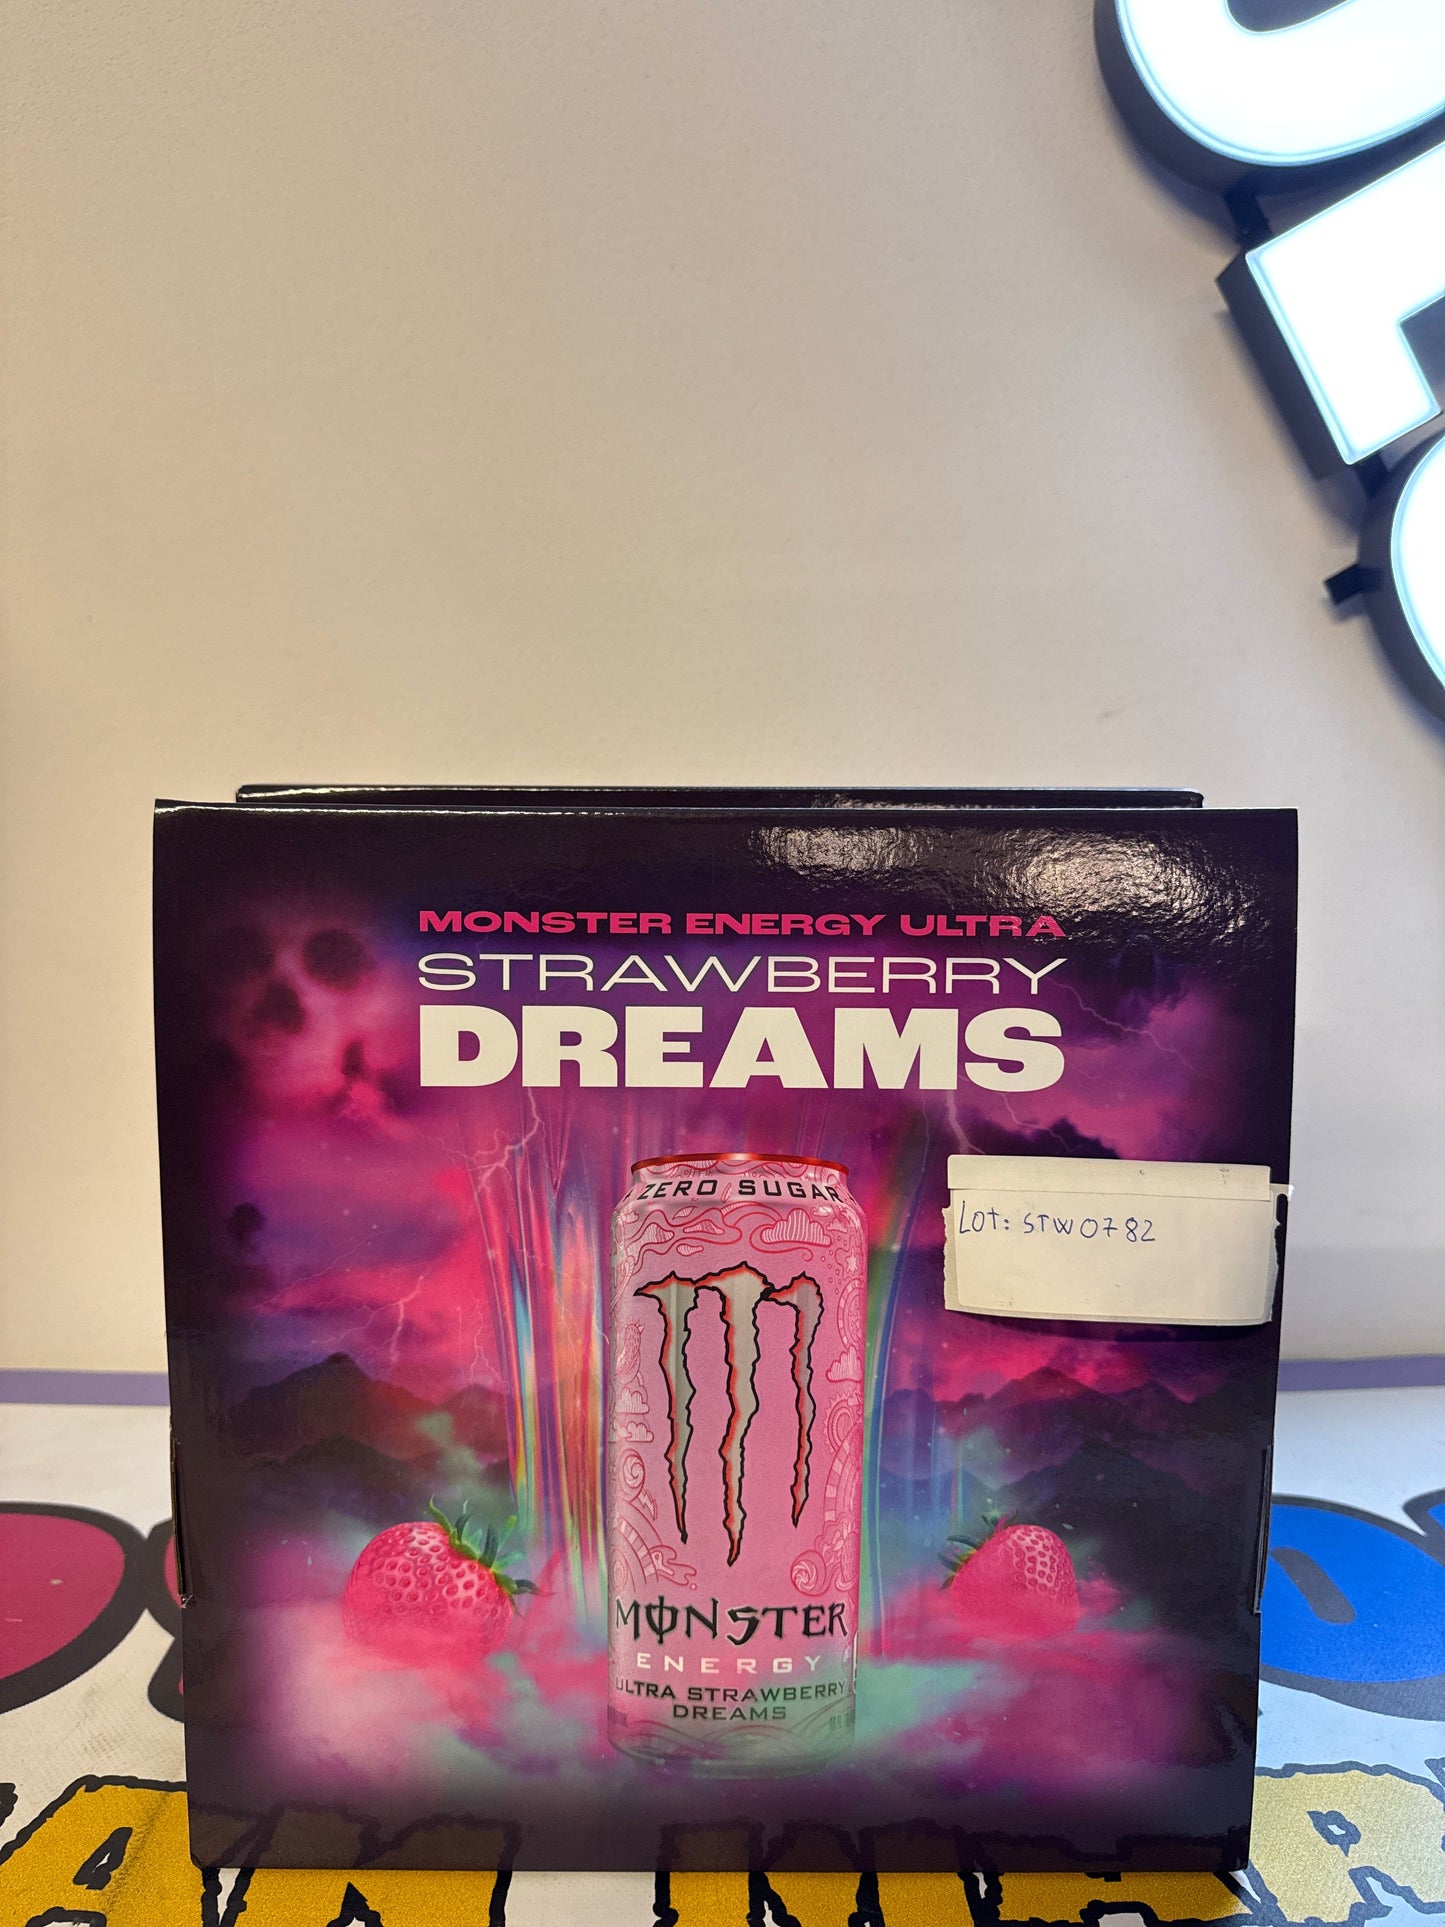 MONSTER ENERGY ULTRA
STRAWBERRY
DREAMS
ZERO SUGAR
LOT: STW0782
MONSTER
ENERGY
ULTRA STRAWBERRY
DREAMS